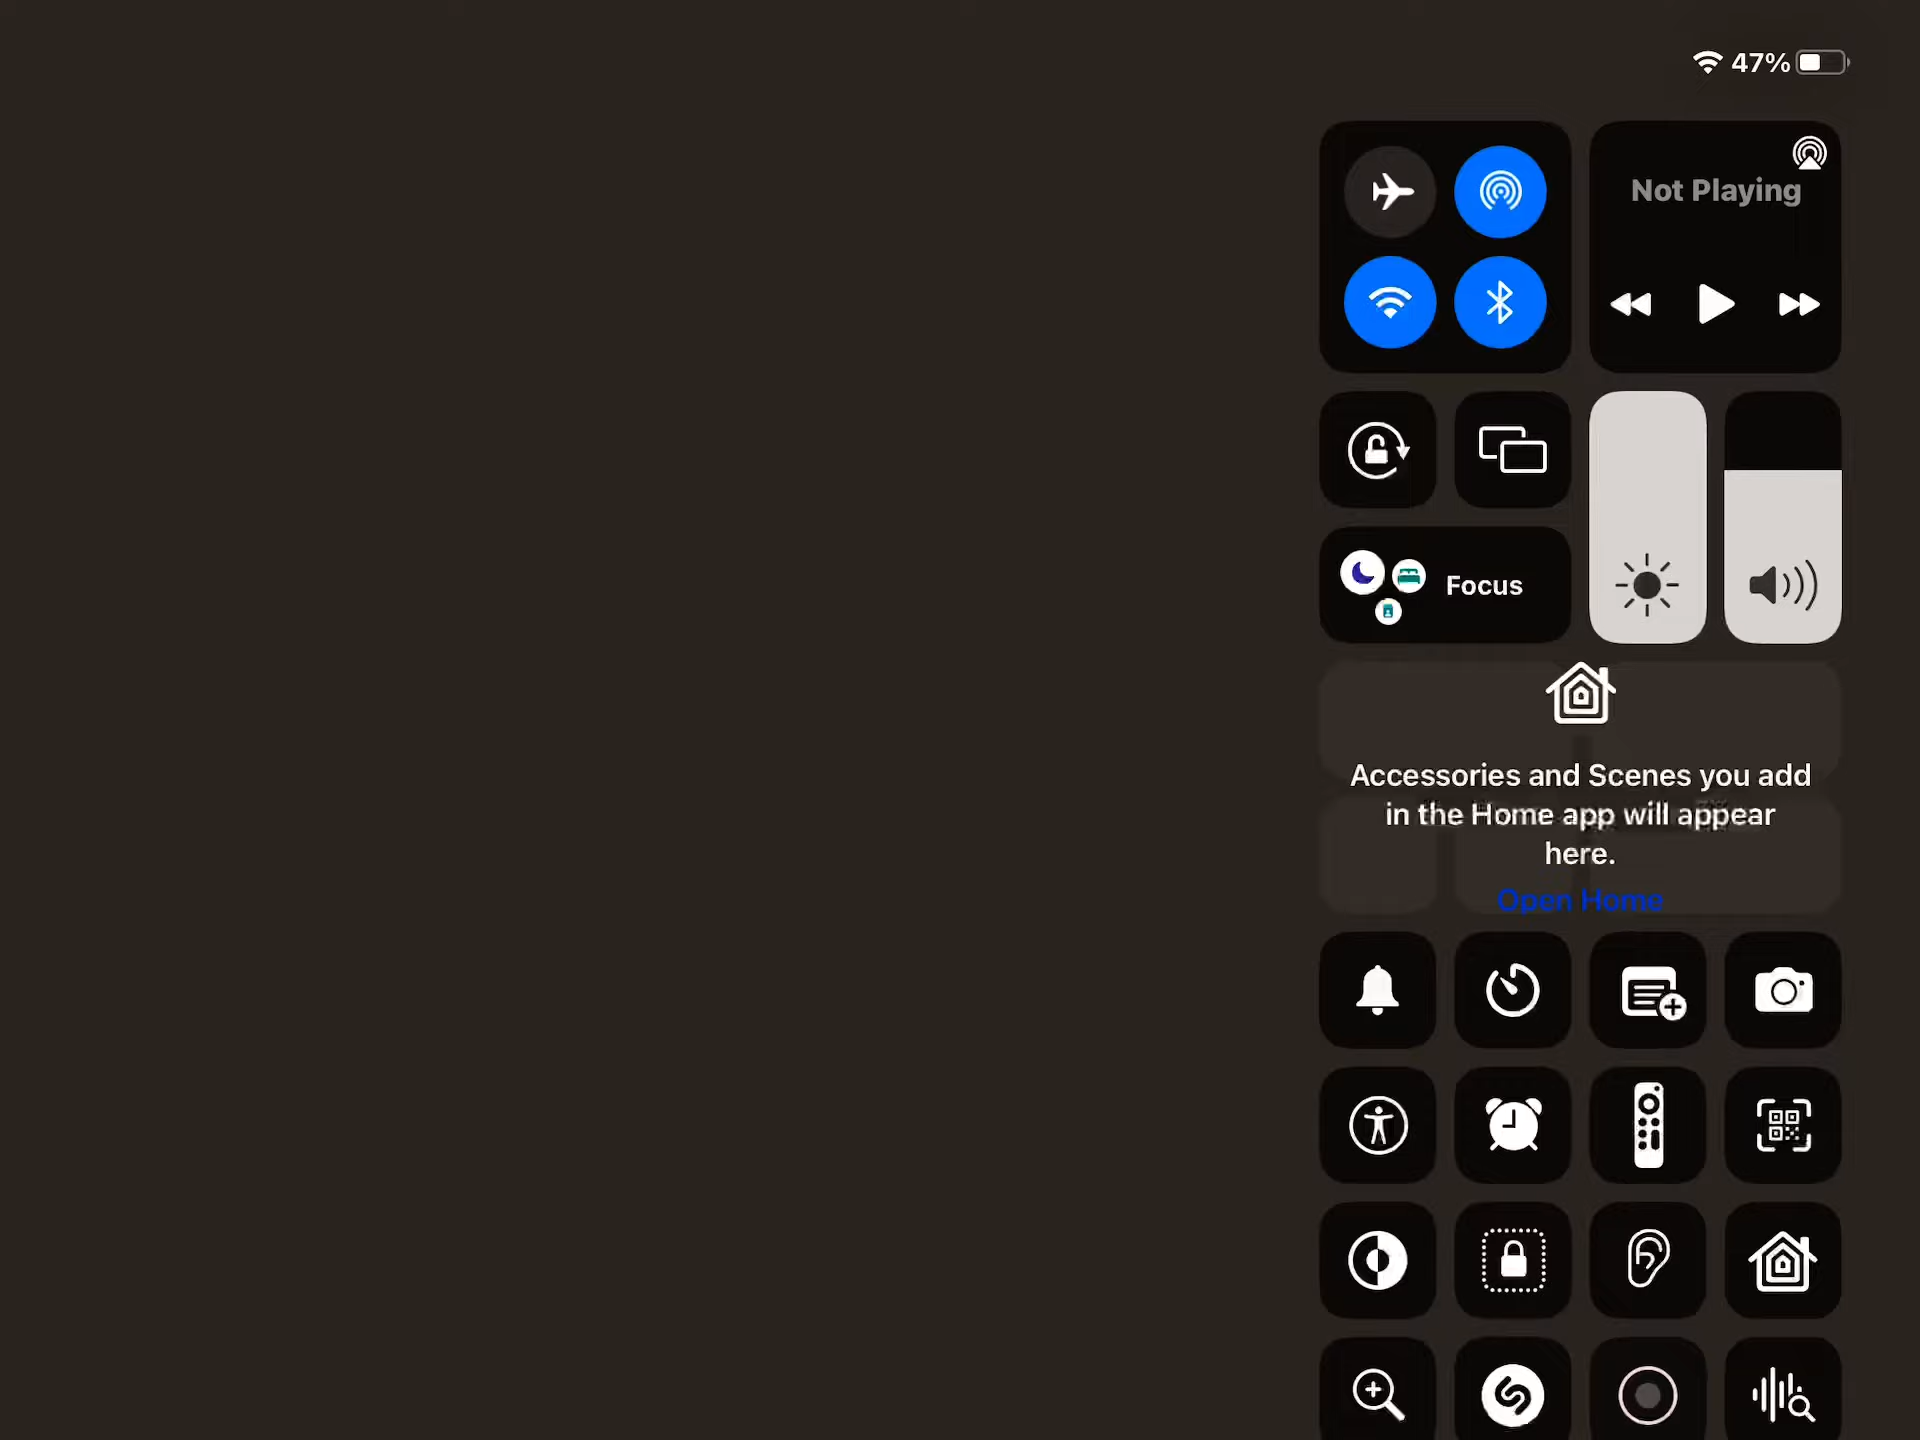 47%
Not Playing
Focus
Accessories and Scenes you add
in the Home app will appear
here.
Open Home